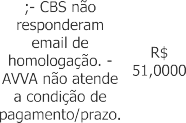 ;- CBS não
responderam
email de
homologação. -
AVVA não atende
a condição de
pagamento/prazo.
R$
51,0000